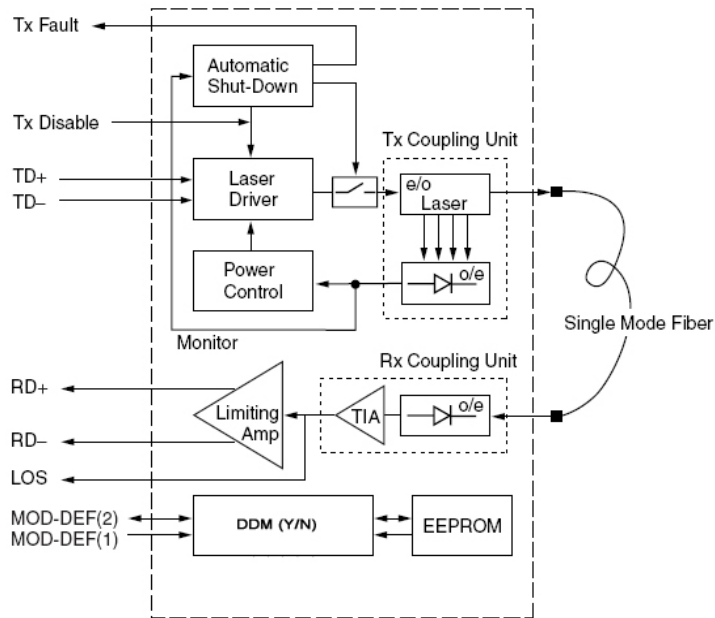 Tx Fault
Automatic
Shut-Down
Tx Disable
Tx Coupling Unit
TD+
TD–
Laser
Driver
e/o
Laser
Power
Control
o/e
Single Mode Fiber
Monitor
Rx Coupling Unit
RD+
RD–
Limiting
Amp
TIA
o/e
LOS
MOD-DEF(2)
MOD-DEF(1)
DDM (Y/N)
EEPROM